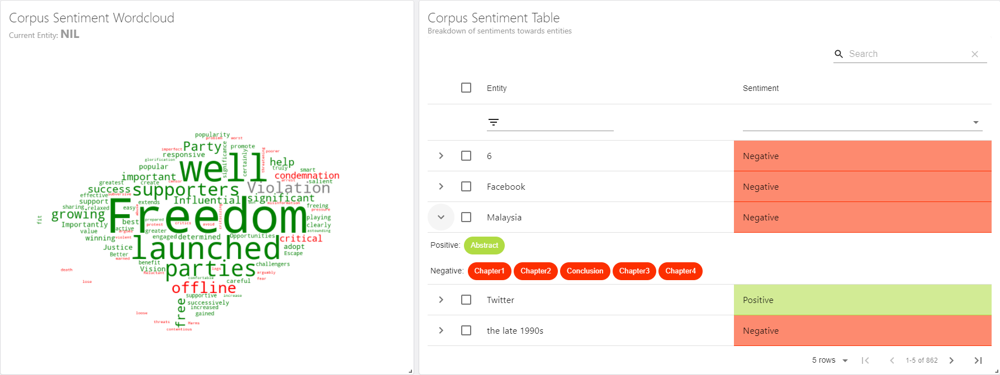 Corpus Sentiment Wordcloud
Current Entity: NIL
popularity
problem worst
Party promote
imperfect
responsive significance certainly threatening poorer
glorification
popular well help
truly
smart
important condemnation
censor arrest
greatest create salient
success supporters Violation
effective subversive
support extends Influential significant
won misinformation
sharing relaxed easy abuse criticizing freeing
pressure
fit growing Freedom playing
prepared
best protest critics avoid clearly
Importantly active
value argues greater astounding
winning violent engaged determined Opportunities critical
Justice launched adopt
Better Escape
warned
benefit challengers
death Vision parties
Reluctant lags arguably
comfortable fear
lose careful
offline
supportive increase
free successively
increased
loose gained
threats Harms
contentious
Corpus Sentiment Table
Breakdown of sentiments towards entities
Search
Entity Sentiment
6 Negative
Facebook Negative
Malaysia Negative
Positive: Abstract
Negative: Chapter1 Chapter2 Conclusion Chapter3 Chapter4
Twitter Positive
the late 1990s Negative
5 rows 1-5 of 862